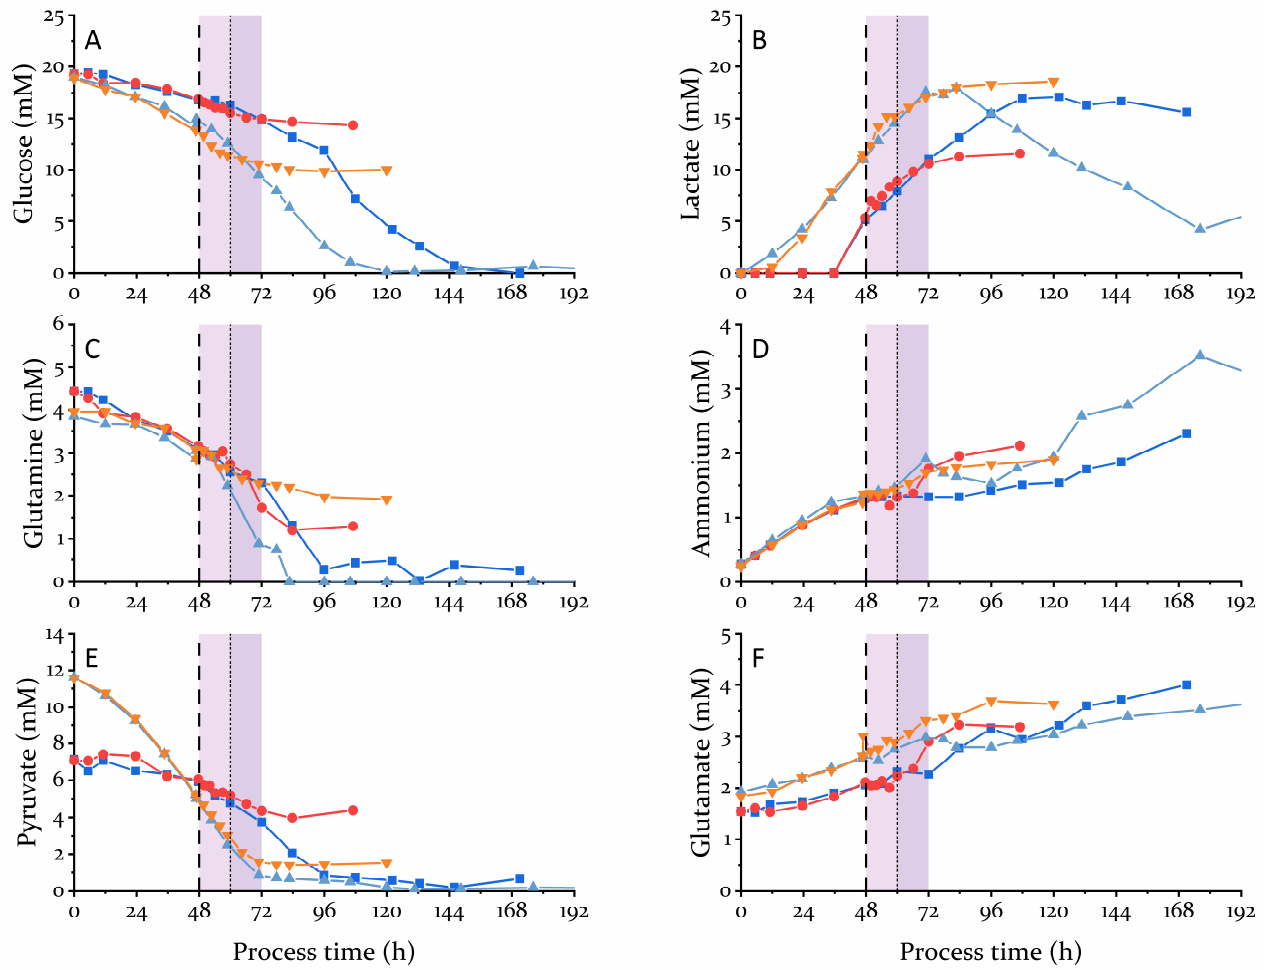 A
Glucose (mM)
25
20
15
10
5
0
0 24 48 72 96 120 144 168 192
B
Lactate (mM)
25
20
15
10
5
0
0 24 48 72 96 120 144 168 192
C
Glutamine (mM)
6
5
4
3
2
1
0
0 24 48 72 96 120 144 168 192
D
Ammonium (mM)
4
3
2
1
0
0 24 48 72 96 120 144 168 192
E
Pyruvate (mM)
14
12
10
8
6
4
2
0
0 24 48 72 96 120 144 168 192
Process time (h)
F
Glutamate (mM)
5
4
3
2
1
0
0 24 48 72 96 120 144 168 192
Process time (h)